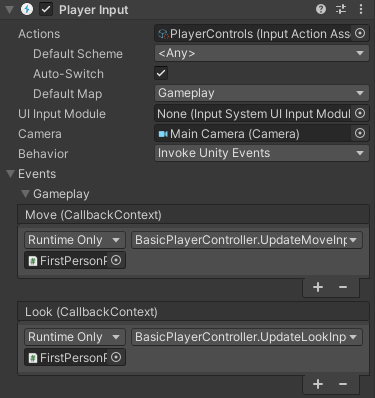 Player Input
Actions PlayerControls (Input Action Ass
Default Scheme <Any>
Auto-Switch
Default Map Gameplay
UI Input Module None (Input System UI Input Modul
Camera Main Camera (Camera)
Behavior Invoke Unity Events
Events
Gameplay
Move (CallbackContext)
Runtime Only BasicPlayerController.UpdateMoveInp
FirstPersonP
Look (CallbackContext)
Runtime Only BasicPlayerController.UpdateLookInp
FirstPersonP